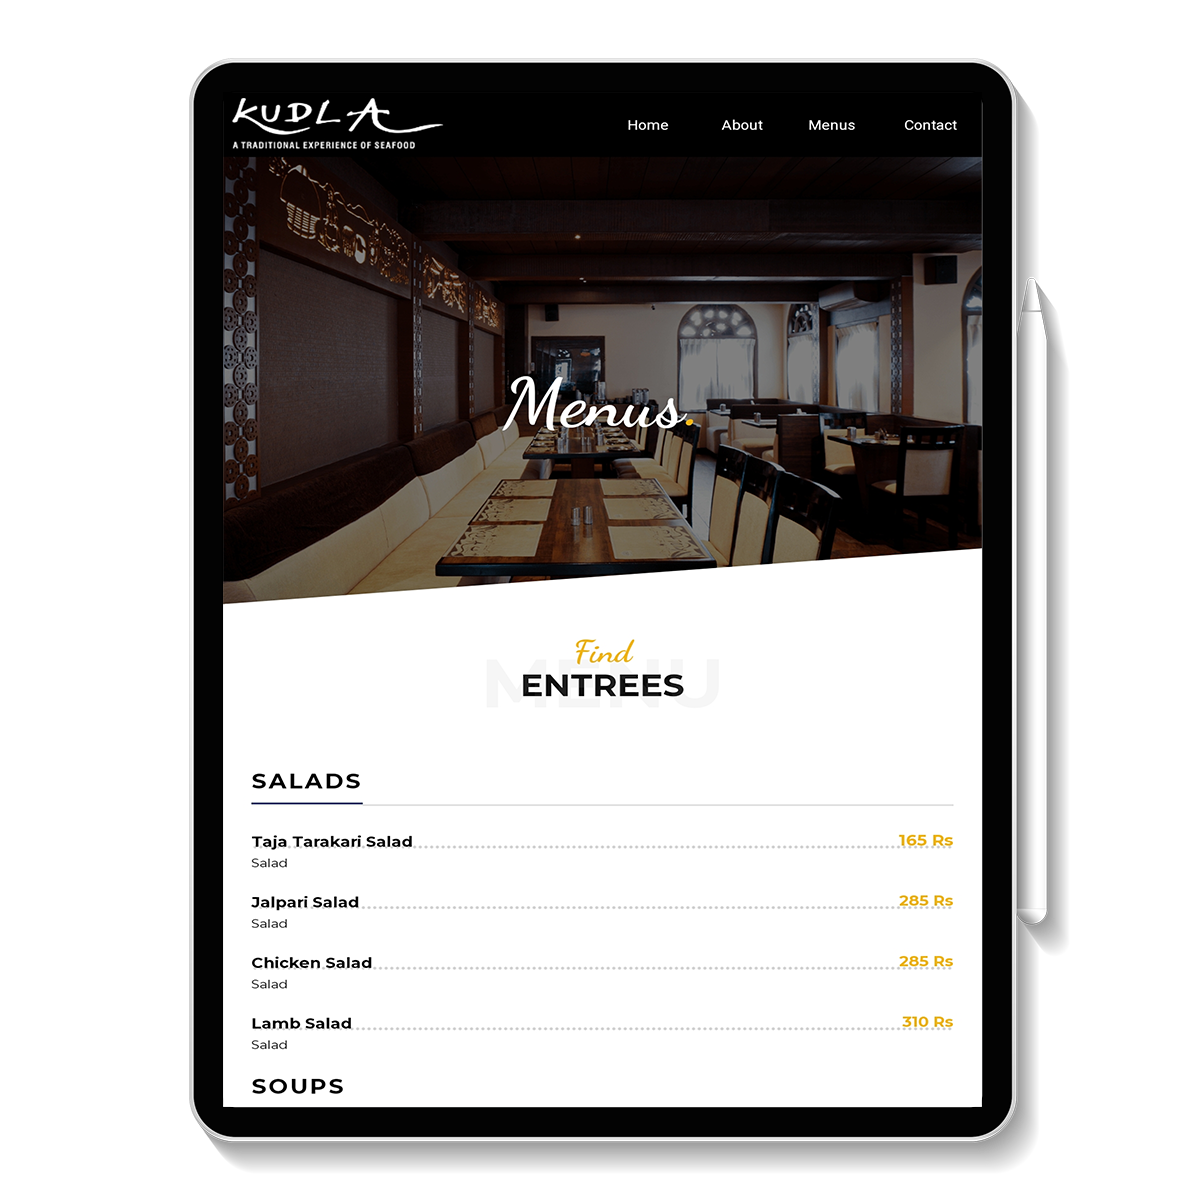 KUDLA
A TRADITIONAL EXPERIENCE OF SEAFOOD
Home About Menus Contact
Menus.
Find
MENU
ENTREES
SALADS
Taja Tarakari Salad 165 Rs
Salad
Jalpari Salad 285 Rs
Salad
Chicken Salad 285 Rs
Salad
Lamb Salad 310 Rs
Salad
SOUPS